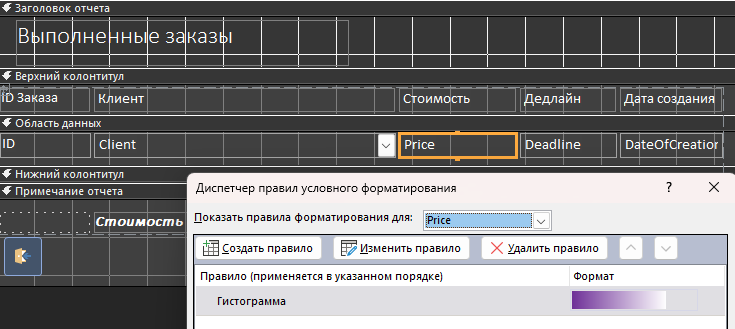 Заголовок отчета
Выполненные заказы
Верхний колонтитул
ID Заказа Клиент Стоимость Дедлайн Дата создания
Область данных
ID Client Price Deadline DateOfCreation
Нижний колонтитул
Примечание отчета
Стоимость
Диспетчер правил условного форматирования ? ×
Показать правила форматирования для: Price
Создать правило Изменить правило Удалить правило
Правило (применяется в указанном порядке) Формат
Гистограмма